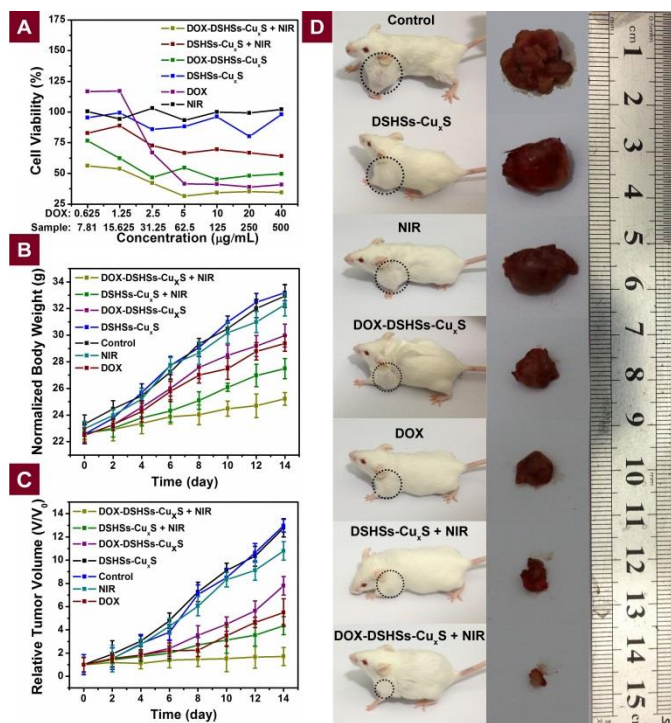 A
Cell Viability (%)
150
125
100
75
50
25
DOX-DSHSs-CuxS + NIR
DSHSs-CuxS + NIR
DOX-DSHSs-CuxS
DSHSs-CuxS
DOX
NIR
DOX: 0.625 1.25 2.5 5 10 20 40
Sample: 7.81 15.625 31.25 62.5 125 250 500
Concentration (μg/mL)
B
Normalized Body Weight (g)
34
32
30
28
26
24
22
DOX-DSHSs-CuxS + NIR
DSHSs-CuxS + NIR
DOX-DSHSs-CuxS
DSHSs-CuxS
Control
NIR
DOX
0 2 4 6 8 10 12 14
Time (day)
C
Relative Tumor Volume (V/V0)
14
12
10
8
6
4
2
0
DOX-DSHSs-CuxS + NIR
DSHSs-CuxS + NIR
DOX-DSHSs-CuxS
DSHSs-CuxS
Control
NIR
DOX
0 2 4 6 8 10 12 14
Time (day)
D
Control
DSHSs-CuxS
NIR
DOX-DSHSs-CuxS
DOX
DSHSs-CuxS + NIR
DOX-DSHSs-CuxS + NIR
cm
1
2
3
4
5
6
7
8
9
10
11
12
13
14
15